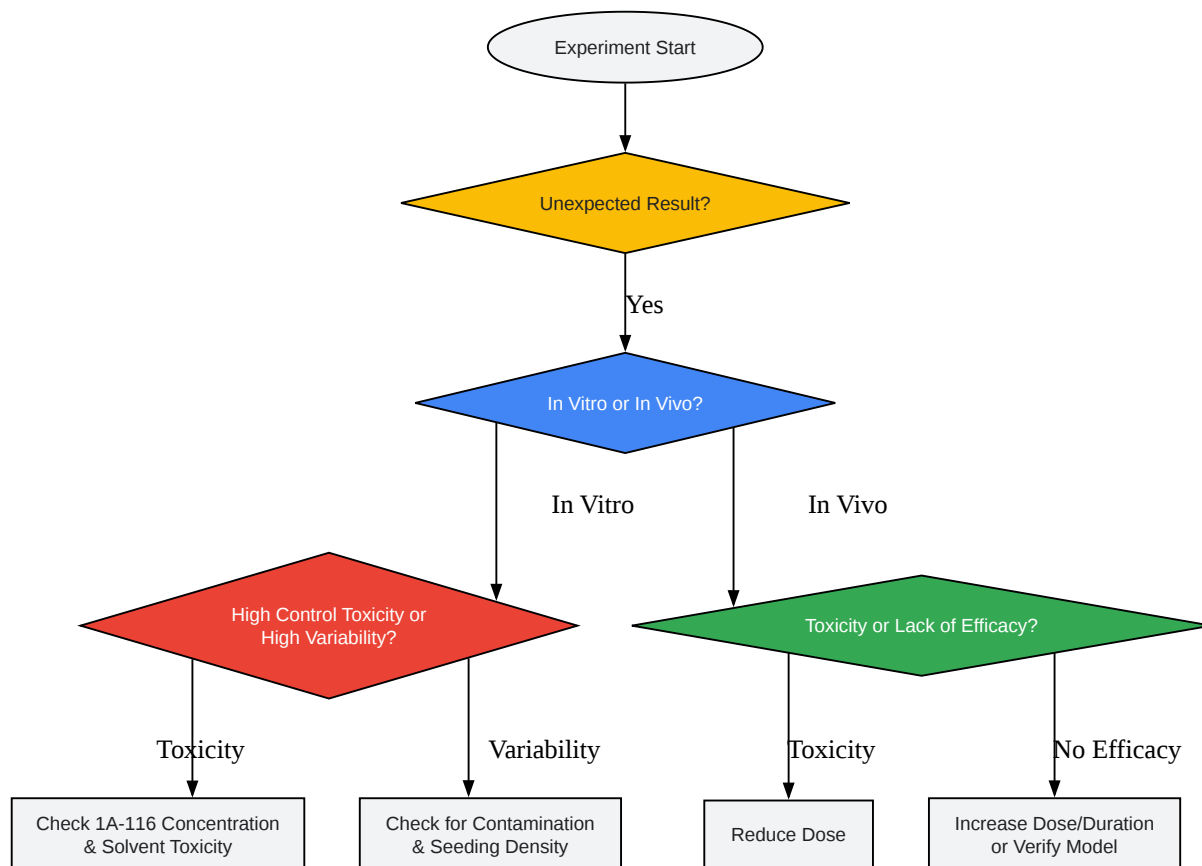 Experiment Start
Unexpected Result?
Yes
In Vitro or In Vivo?
In Vitro
In Vivo
High Control Toxicity or
High Variability?
Toxicity or Lack of Efficacy?
Toxicity
Variability
Toxicity
No Efficacy
Check 1A-116 Concentration
& Solvent Toxicity
Check for Contamination
& Seeding Density
Reduce Dose
Increase Dose/Duration
or Verify Model